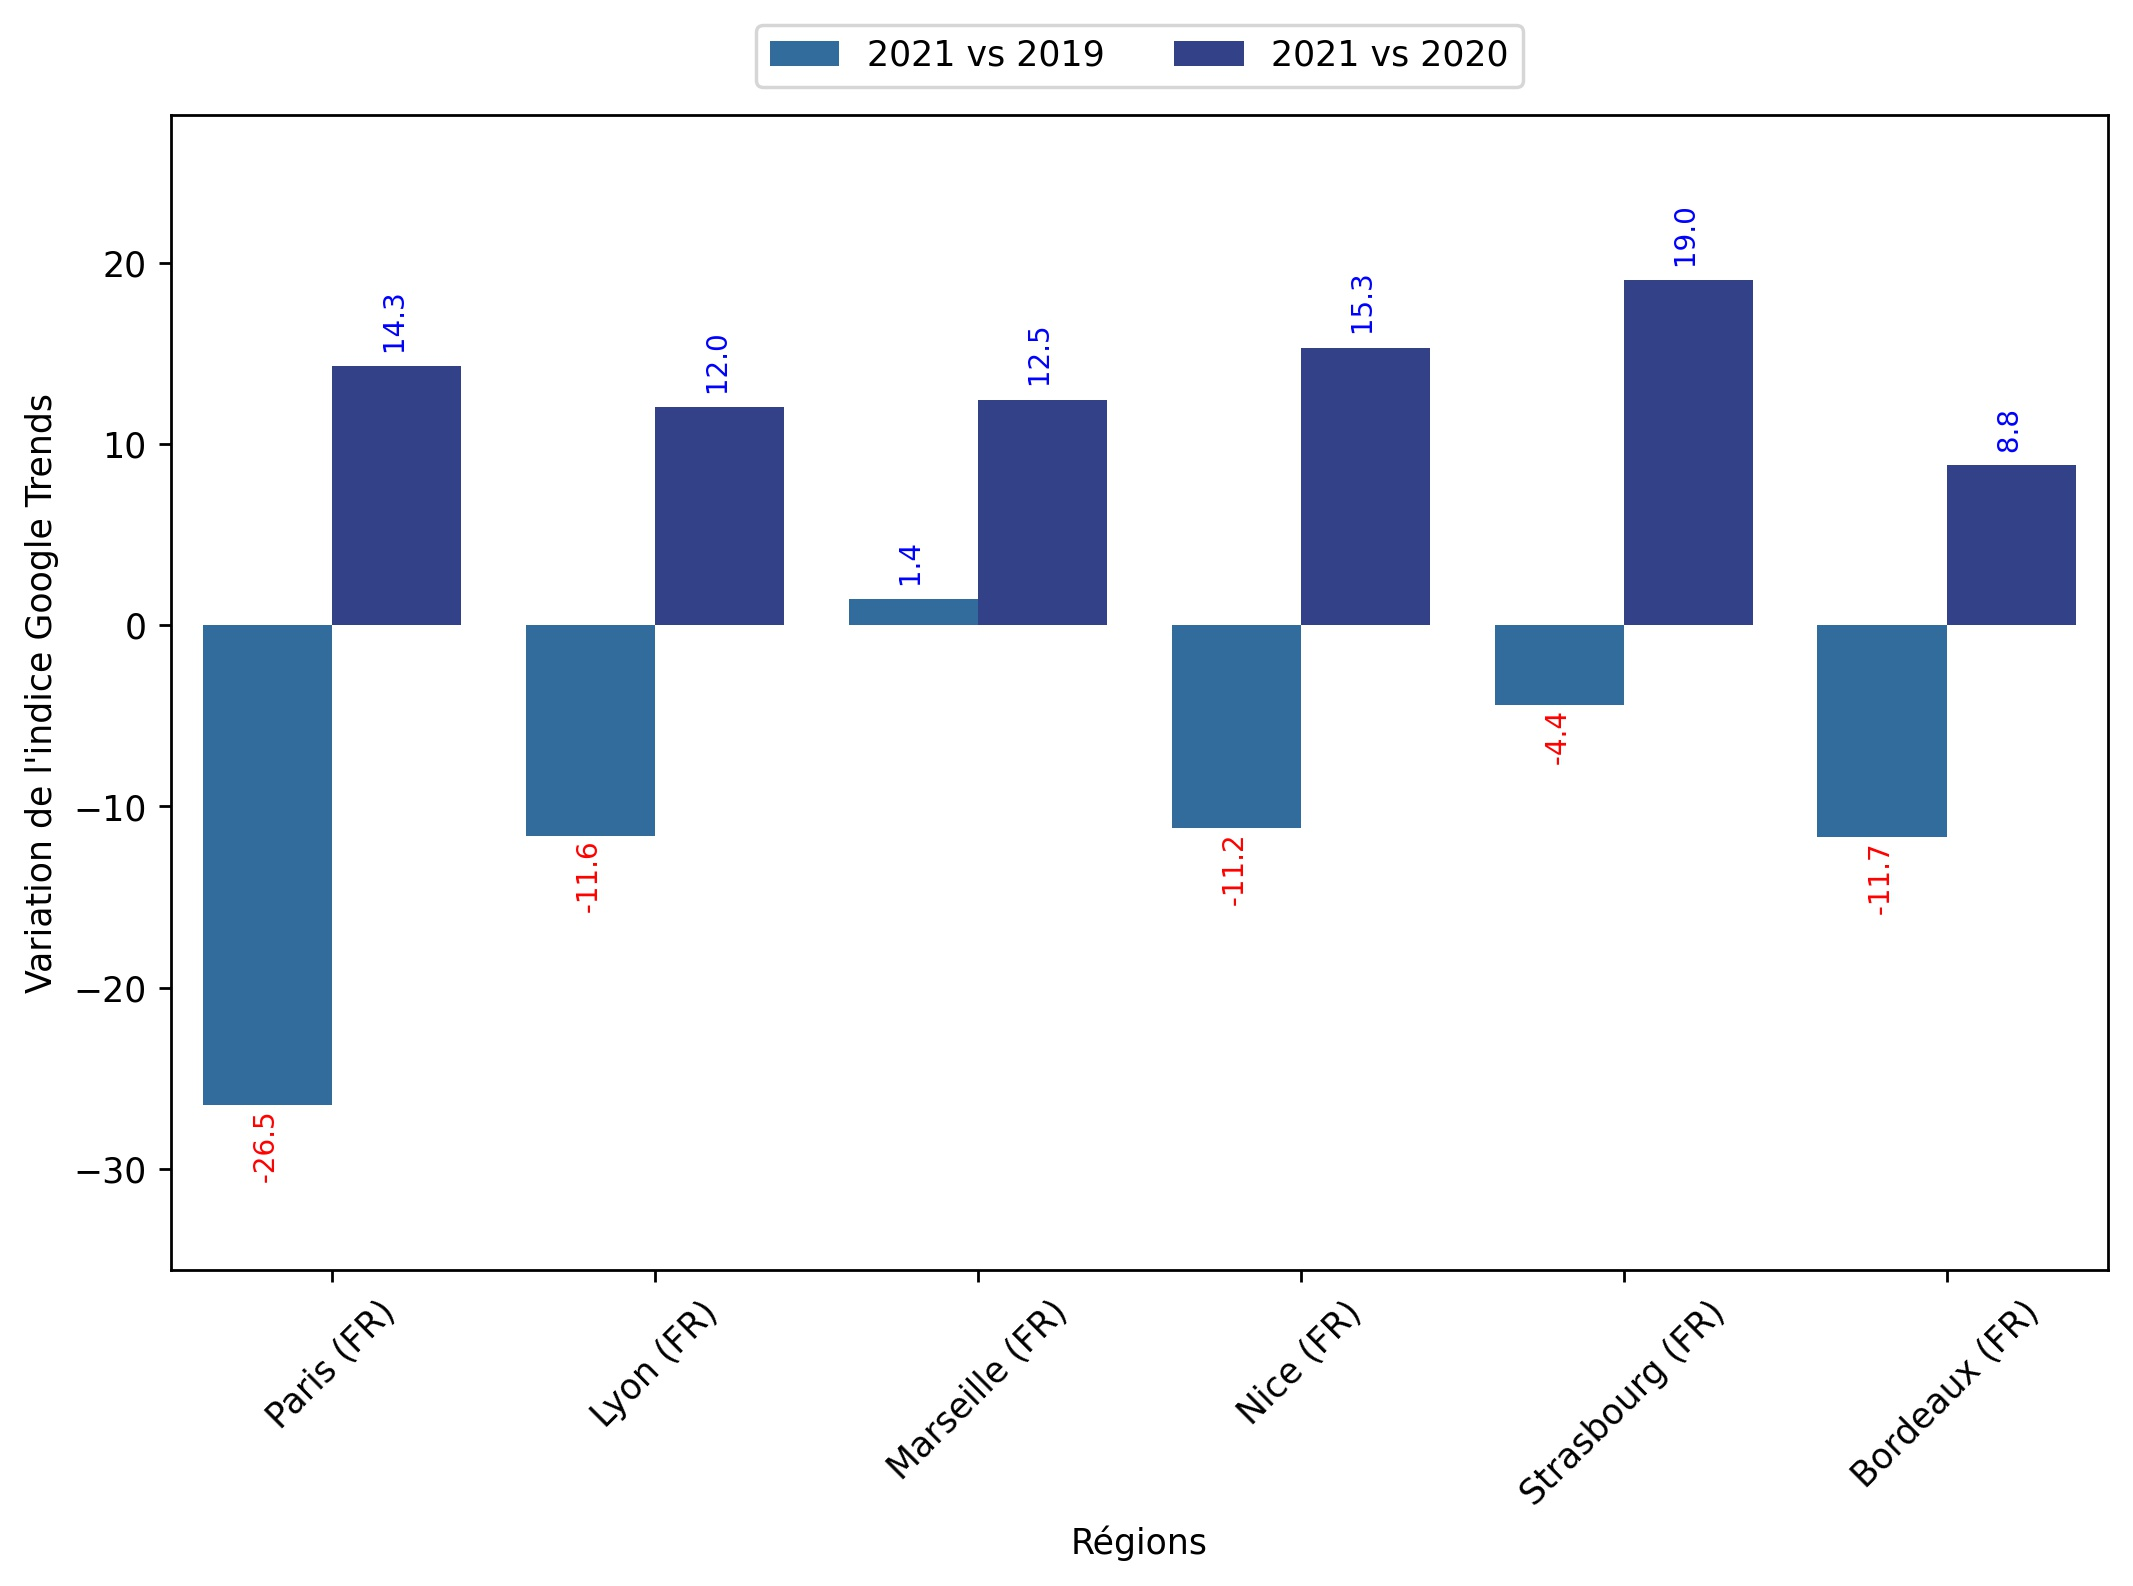 2021 vs 2019 2021 vs 2020
Variation de l'indice Google Trends
20
10
0
−10
−20
−30
-26.5
14.3
-11.6
12.0
1.4
12.5
-11.2
15.3
-4.4
19.0
-11.7
8.8
Paris (FR)
Lyon (FR)
Marseille (FR)
Nice (FR)
Strasbourg (FR)
Bordeaux (FR)
Régions